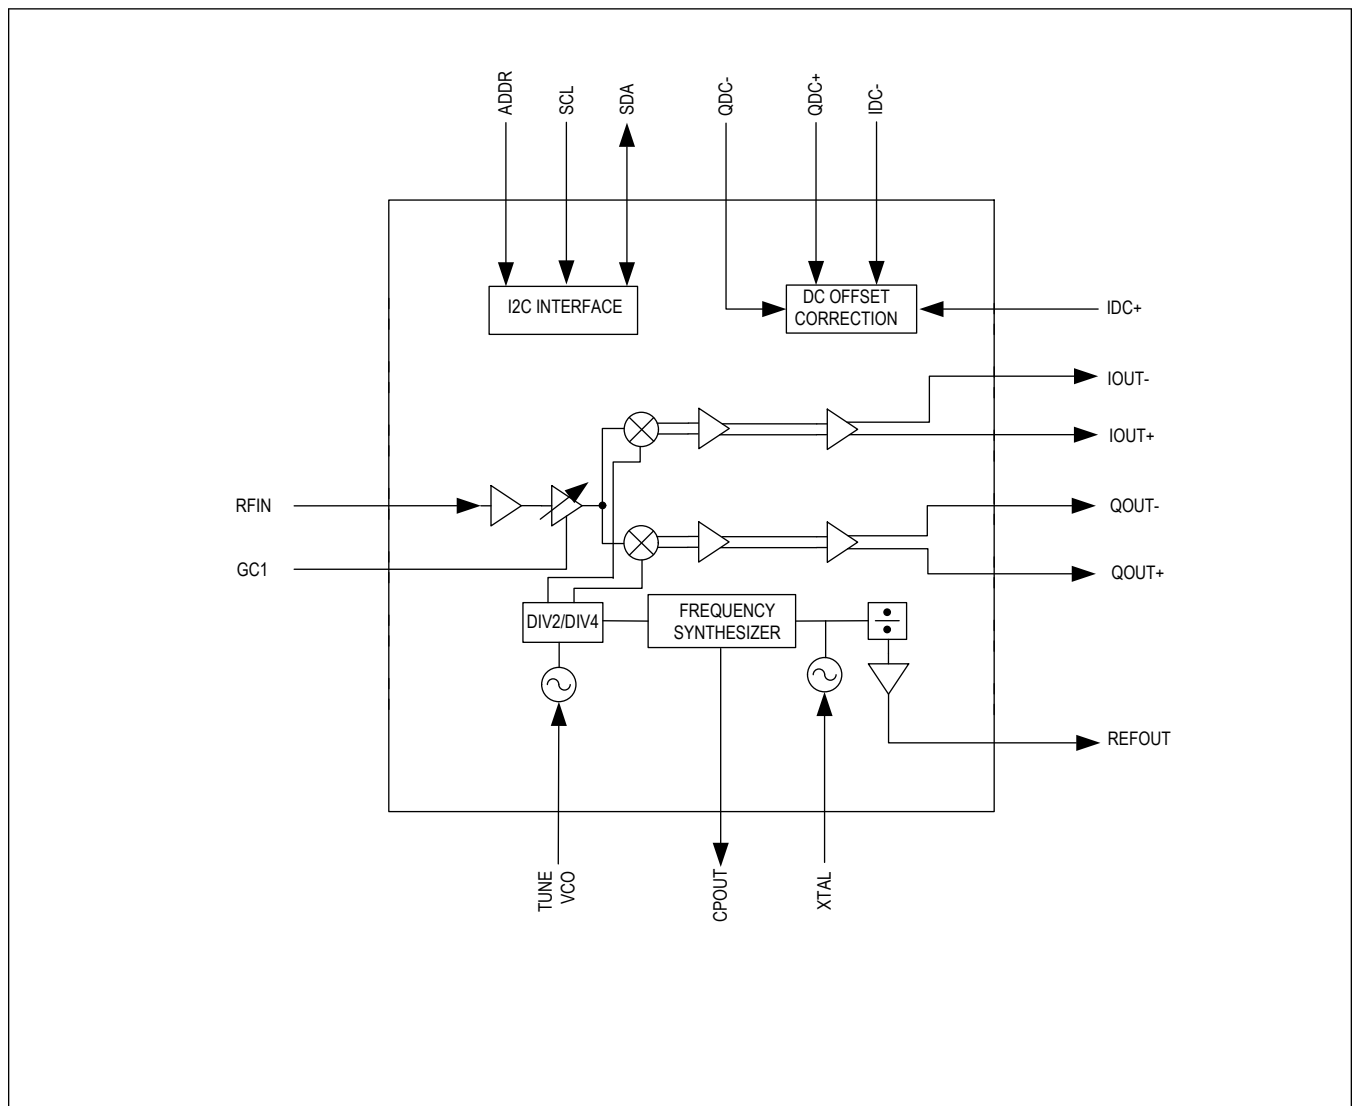 ADDR
SCL
SDA
QDC-
QDC+
IDC-
I2C INTERFACE
DC OFFSET
CORRECTION
IDC+
IOUT-
IOUT+
RFIN
QOUT-
GC1
QOUT+
DIV2/DIV4
FREQUENCY
SYNTHESIZER
REFOUT
TUNE
VCO
CPOUT
XTAL